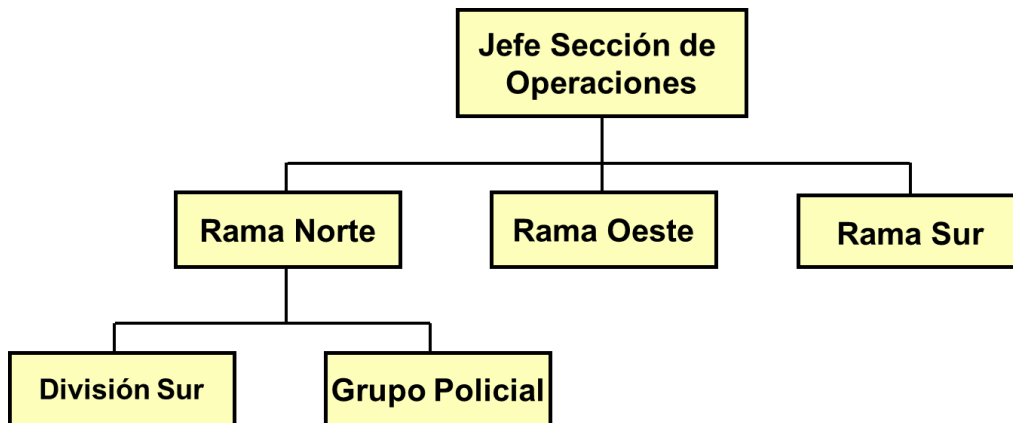 Jefe Sección de
Operaciones
Rama Norte
Rama Oeste
Rama Sur
División Sur
Grupo Policial